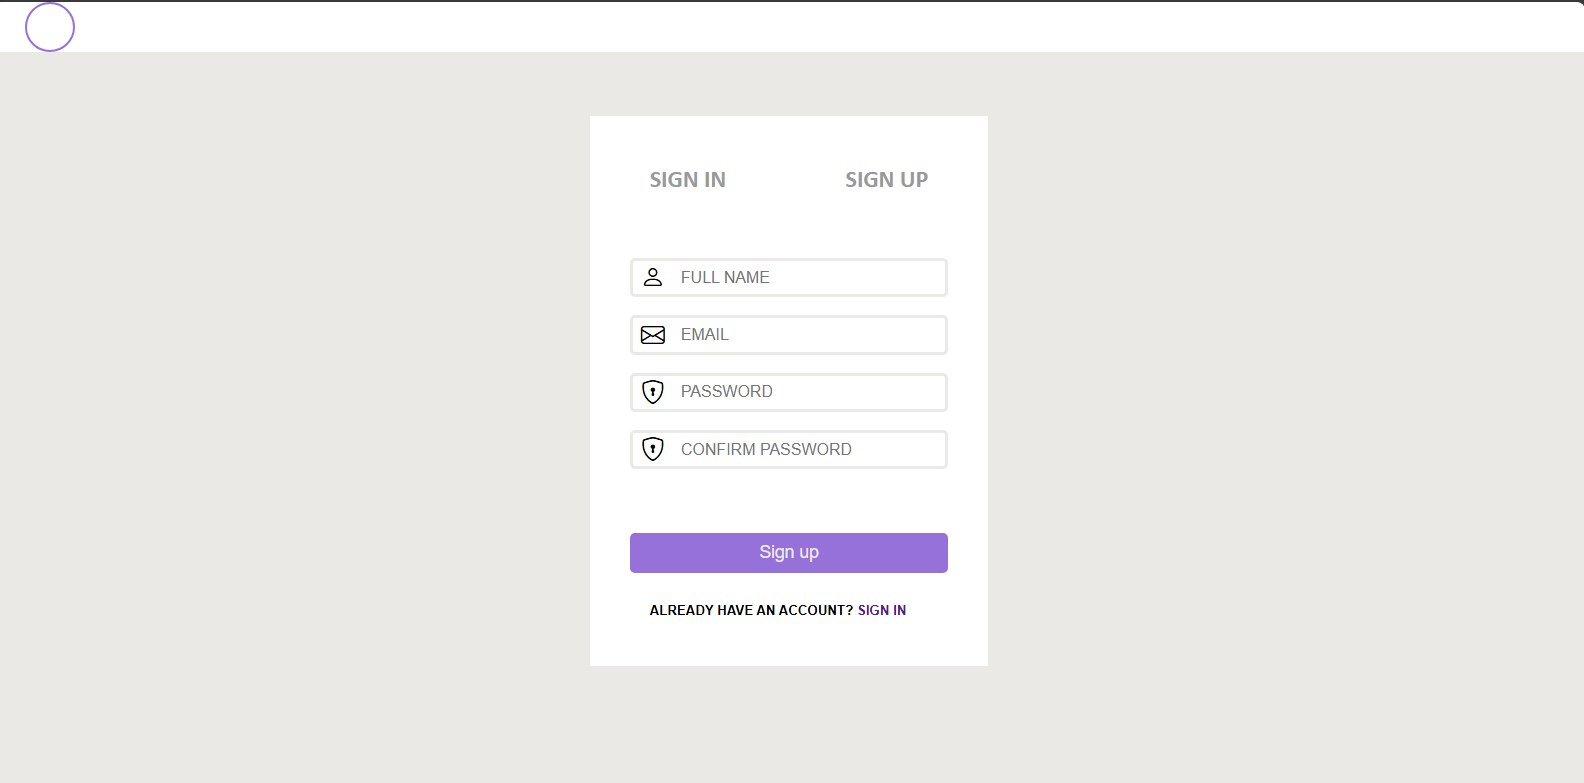 SIGN IN SIGN UP
FULL NAME
EMAIL
PASSWORD
CONFIRM PASSWORD
Sign up
ALREADY HAVE AN ACCOUNT? SIGN IN